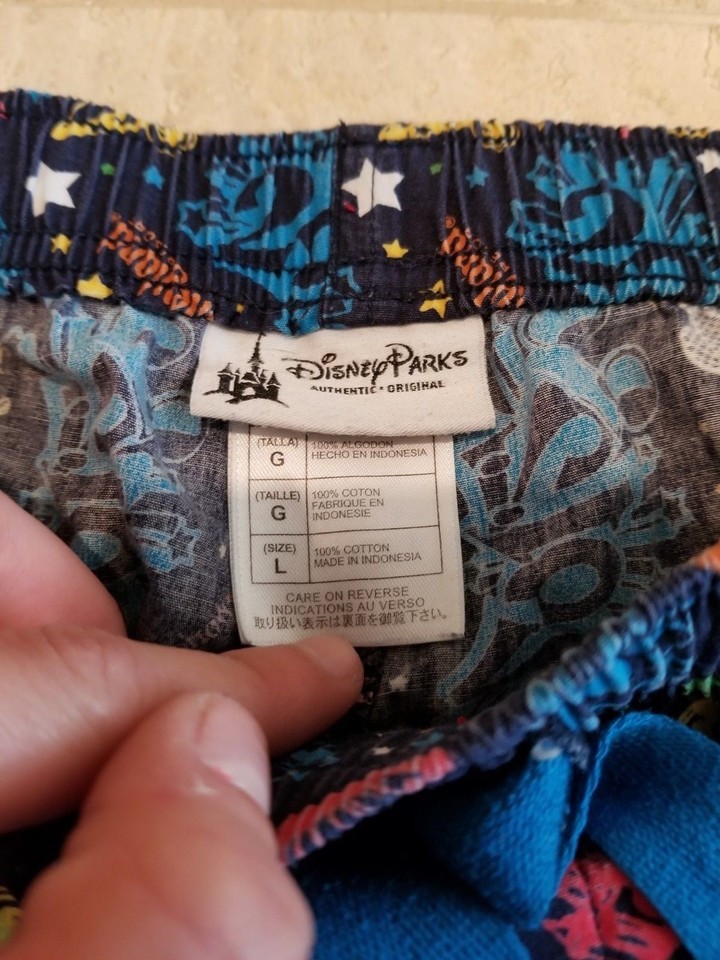 DISNEY PARKS
AUTHENTIC • ORIGINAL
(TALLA)
G
100% ALGODON
HECHO EN INDONESIA
(TAILLE)
G
100% COTON
FABRIQUE EN
INDONESIE
(SIZE)
L
100% COTTON
MADE IN INDONESIA
CARE ON REVERSE
INDICATIONS AU VERSO
取り扱い表示は裏面を御覧下さい。